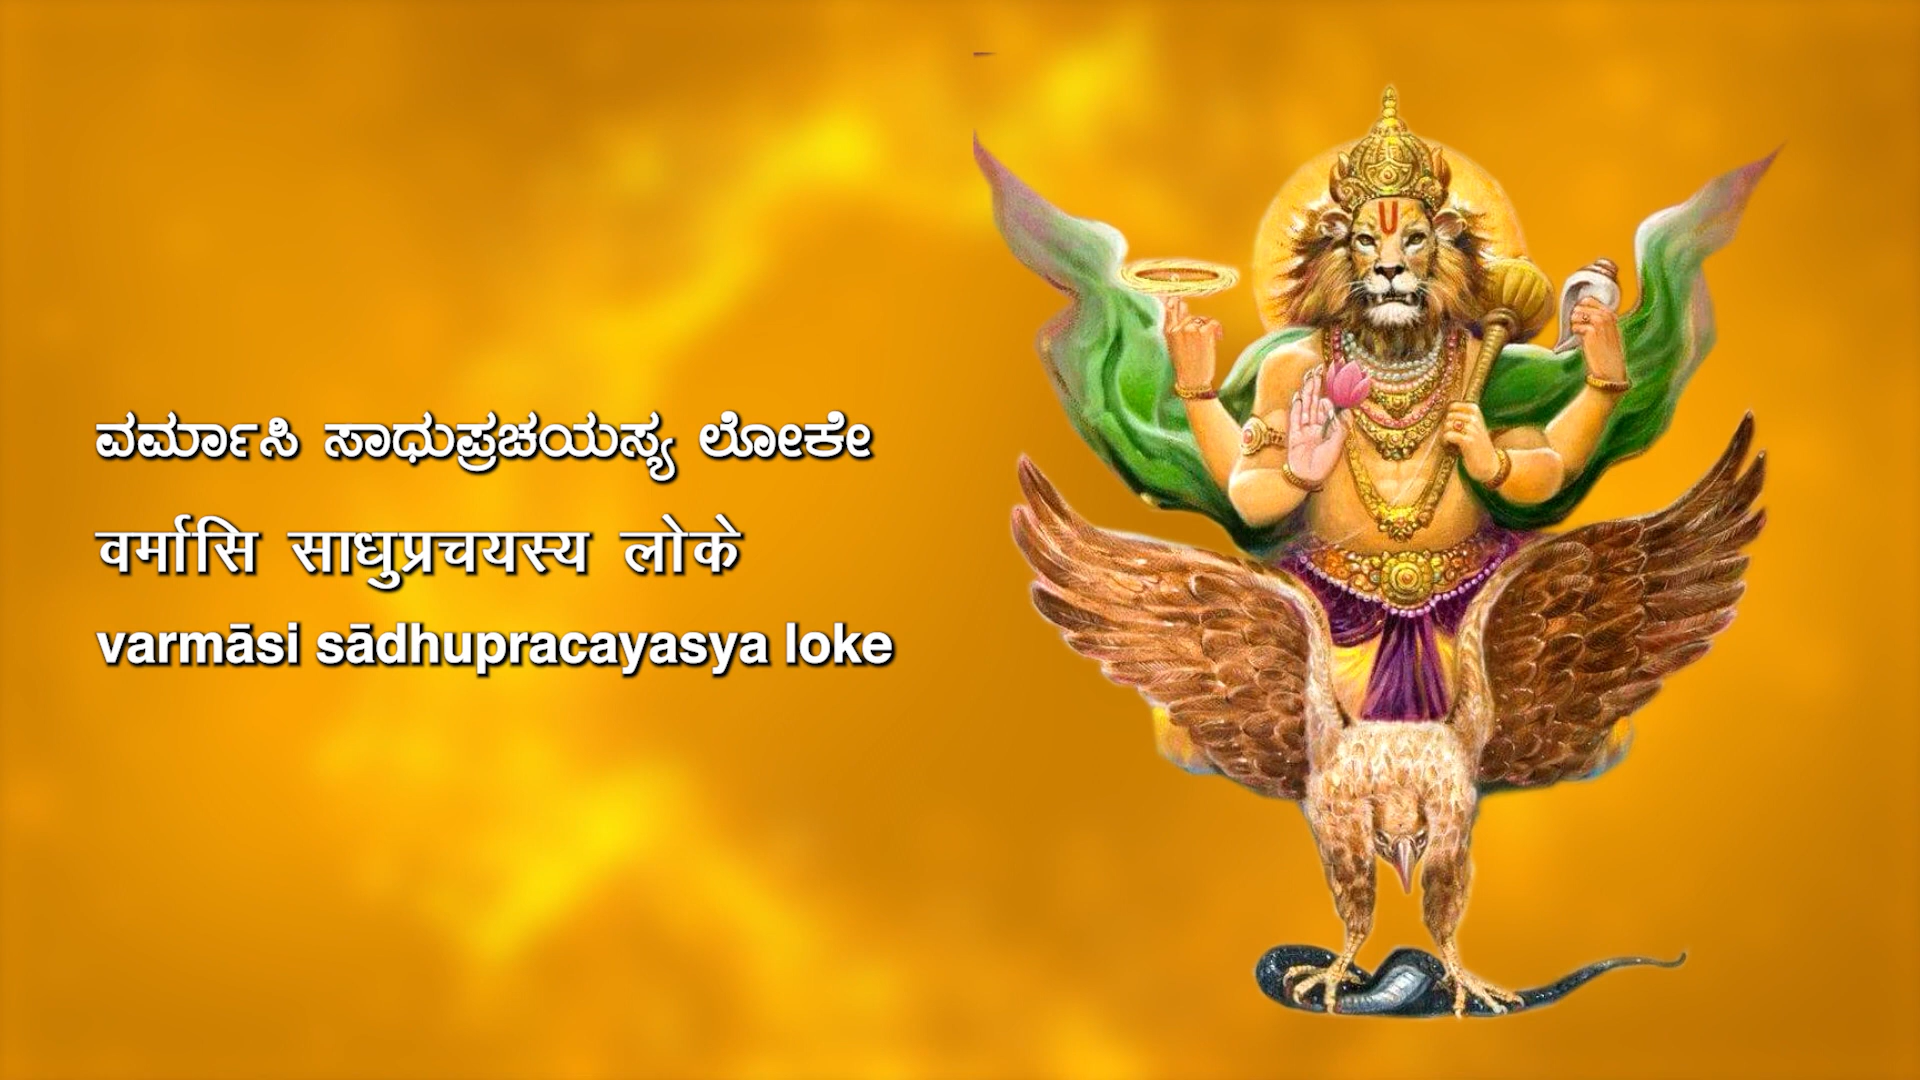 ವರ್ಮಾಸಿ ಸಾಧುಪ್ರಚಯಸ್ಯ ಲೋಕೇ
वर्मासि साधुप्रचयस्य लोके
varmāsi sādhupracayasya loke